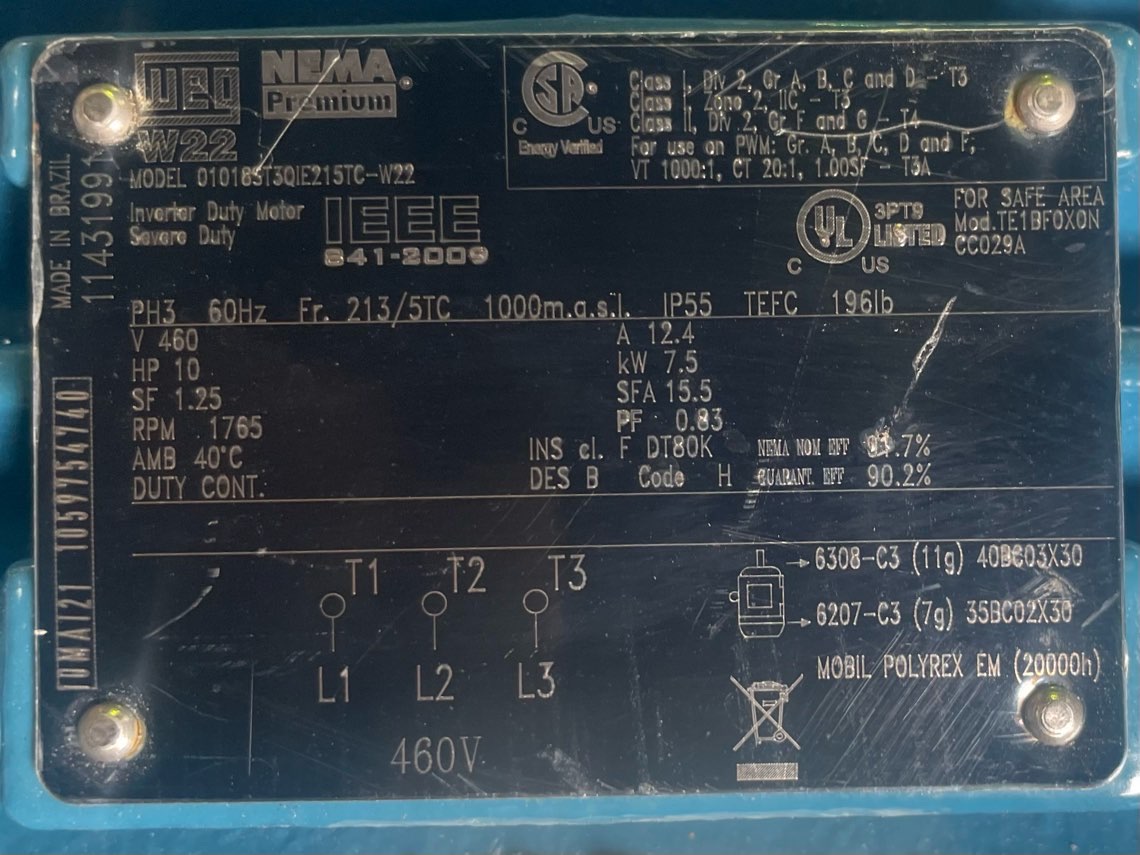 WEG
W22
NEMA
Premium
MODEL 01018ST3QIE215TC-W22
Inverter Duty Motor
Severe Duty
IEEE
841-2009
CSA
C US
Energy Verified
Class I, Div 2, Gr A, B, C and D - T3
Class I, Zone 2, IIC - T3
Class II, Div 2, Gr F and G - T4
For use on PWM: Gr. A, B, C, D and F,
VT 1000:1, CT 20:1, 1.00SF - T3A
UL
C US
3PT9
LISTED
FOR SAFE AREA
Mod.TE1BF0X0N
CC029A
MADE IN BRAZIL
11431991
PH3 60Hz Fr. 213/5TC 1000m.a.s.l. IP55 TEFC 196lb
V 460 A 12.4
HP 10 kW 7.5
SF 1.25 SFA 15.5
RPM 1765 PF 0.83
AMB 40°C INS cl. F DT80K NEMA NOM EFF 91.7%
DUTY CONT. DES B Code H GUARANT. EFF 90.2%
T1 T2 T3
L1 L2 L3
460V
6308-C3 (11g) 40BC03X30
6207-C3 (7g) 35BC02X30
MOBIL POLYREX EM (20000h)